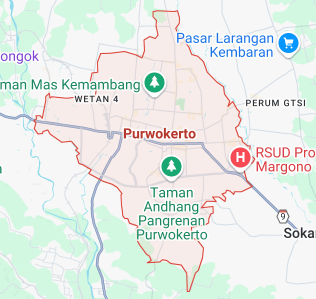 Pasar Larangan
Kembaran
ongok
man Mas Kemambang
WETAN 4
PERUM GTSI
Purwokerto
H
RSUD Pro
Margono
Taman
Andhang
Pangrenan
Purwokerto
9
Sokar